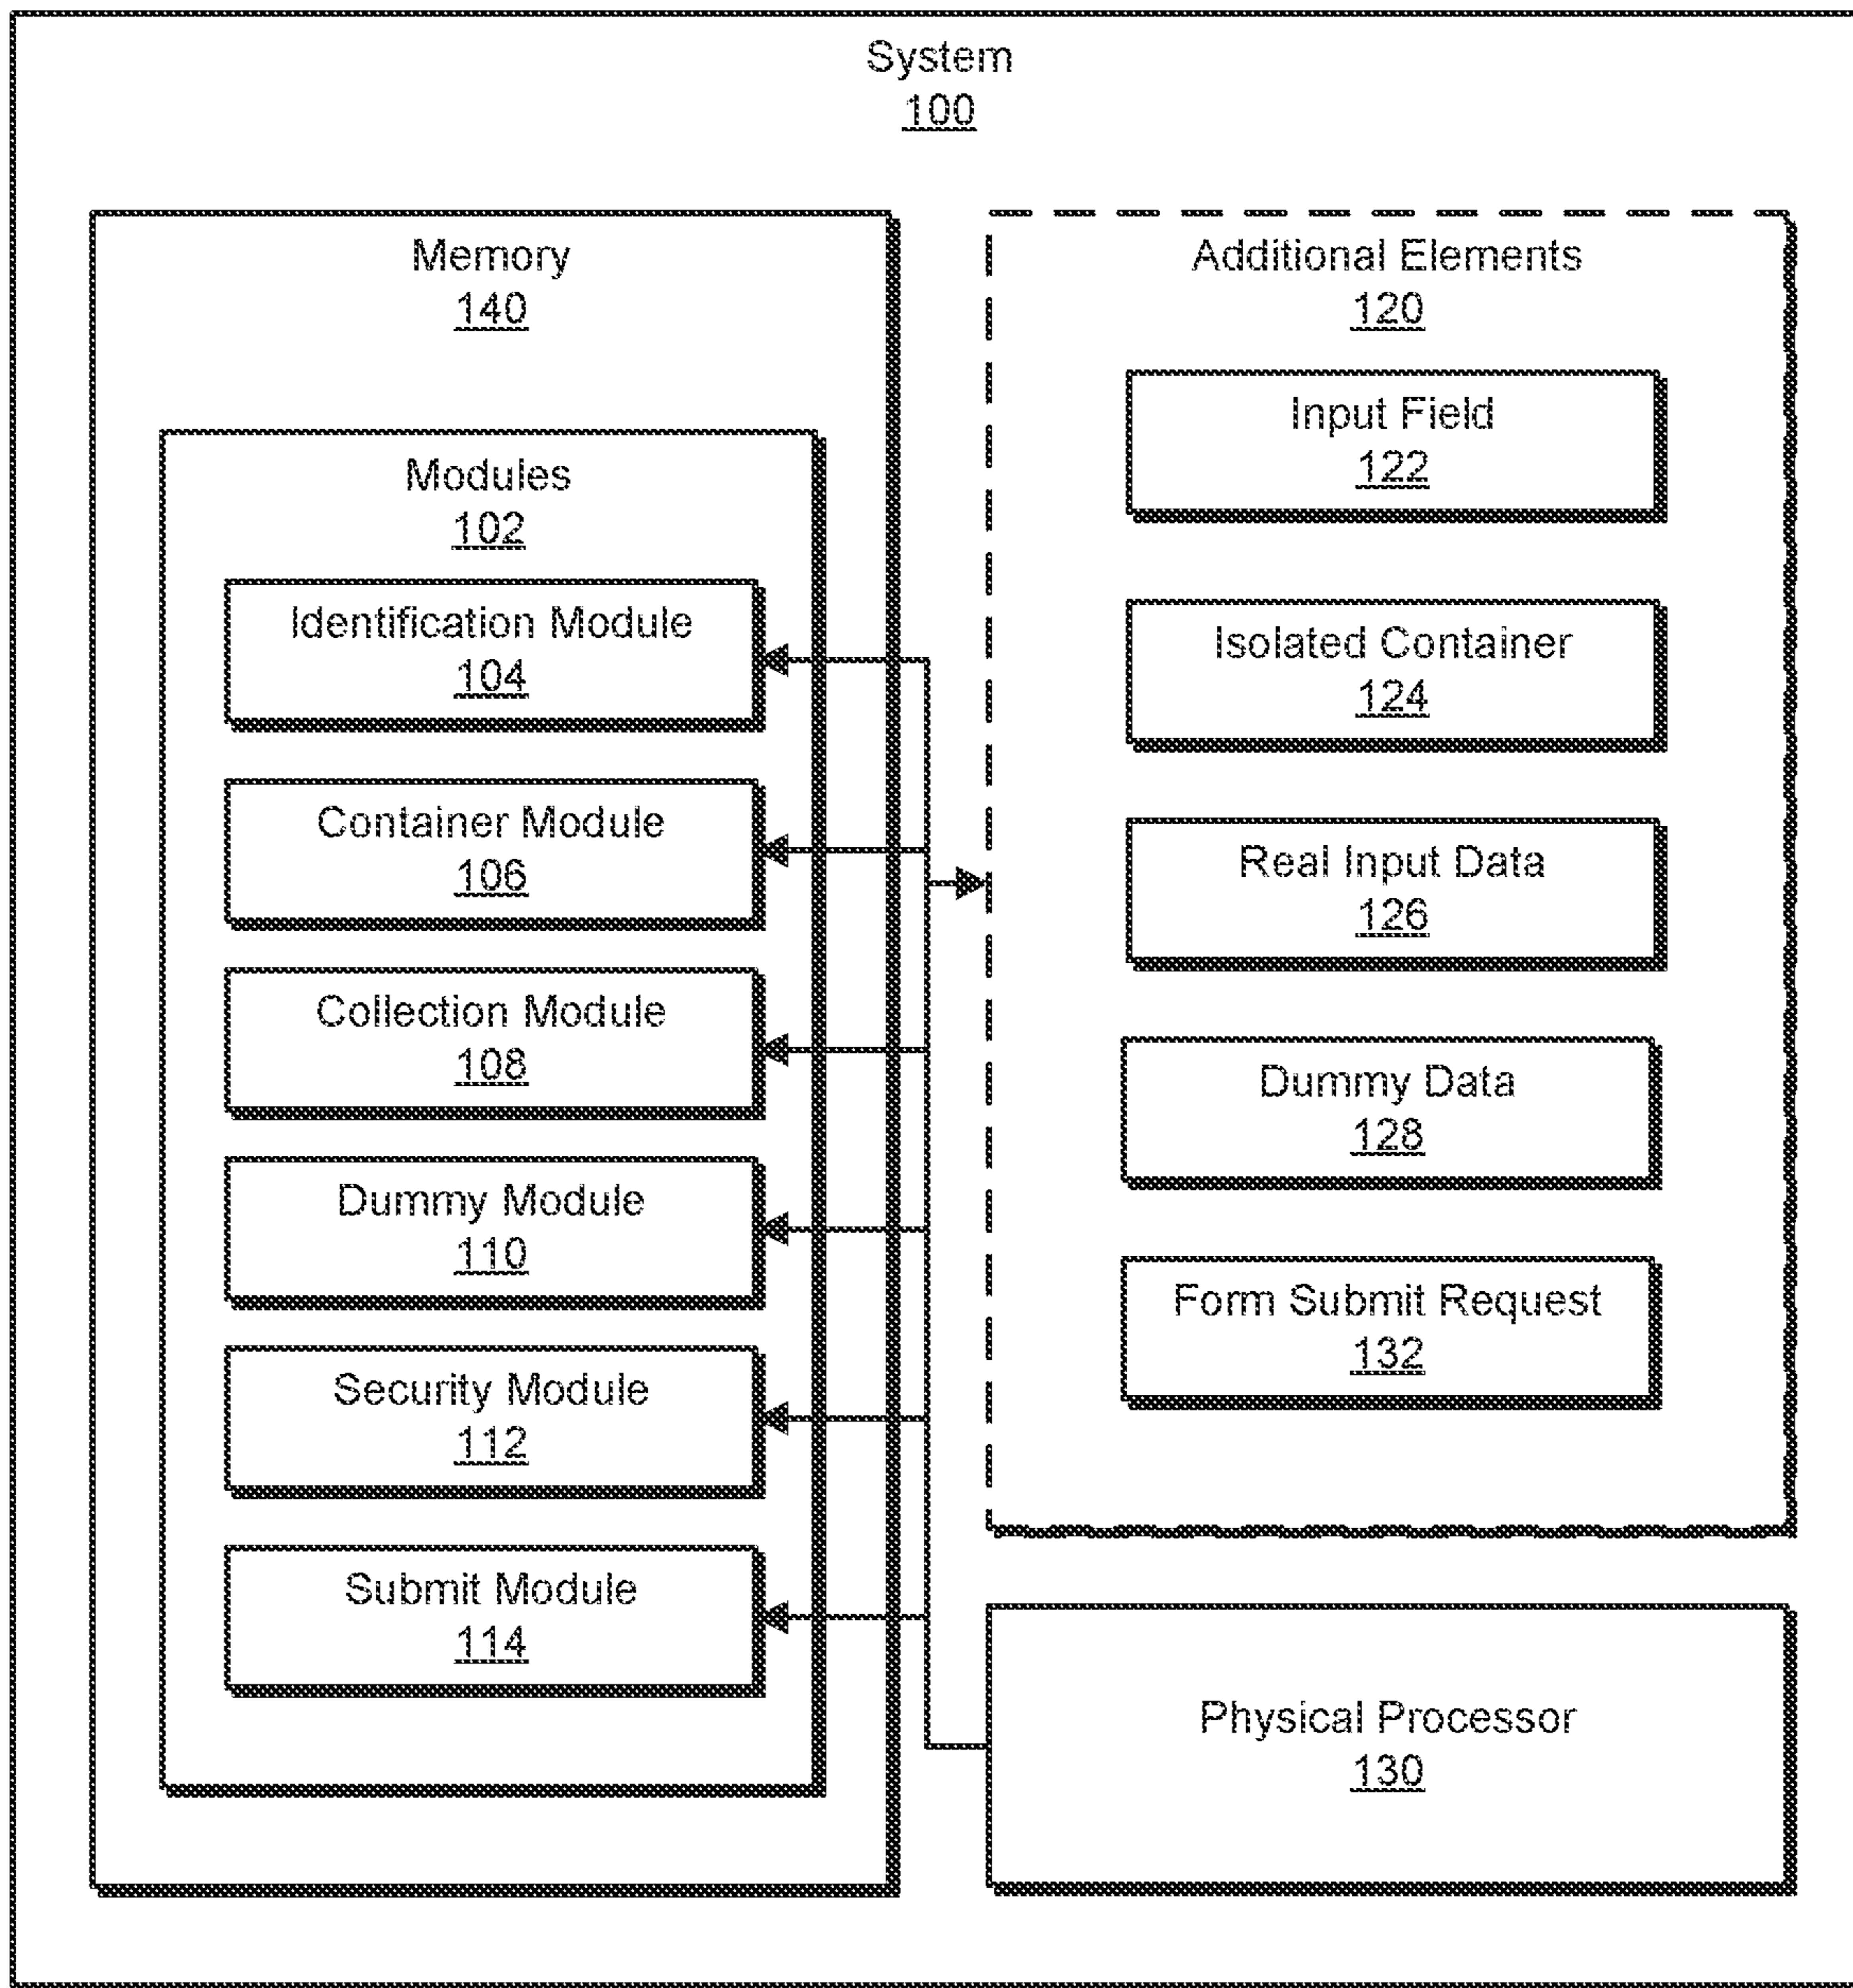 System
100
Memory
140
Modules
102
Identification Module
104
Container Module
106
Collection Module
108
Dummy Module
110
Security Module
112
Submit Module
114
Additional Elements
120
Input Field
122
Isolated Container
124
Real Input Data
126
Dummy Data
128
Form Submit Request
132
Physical Processor
130